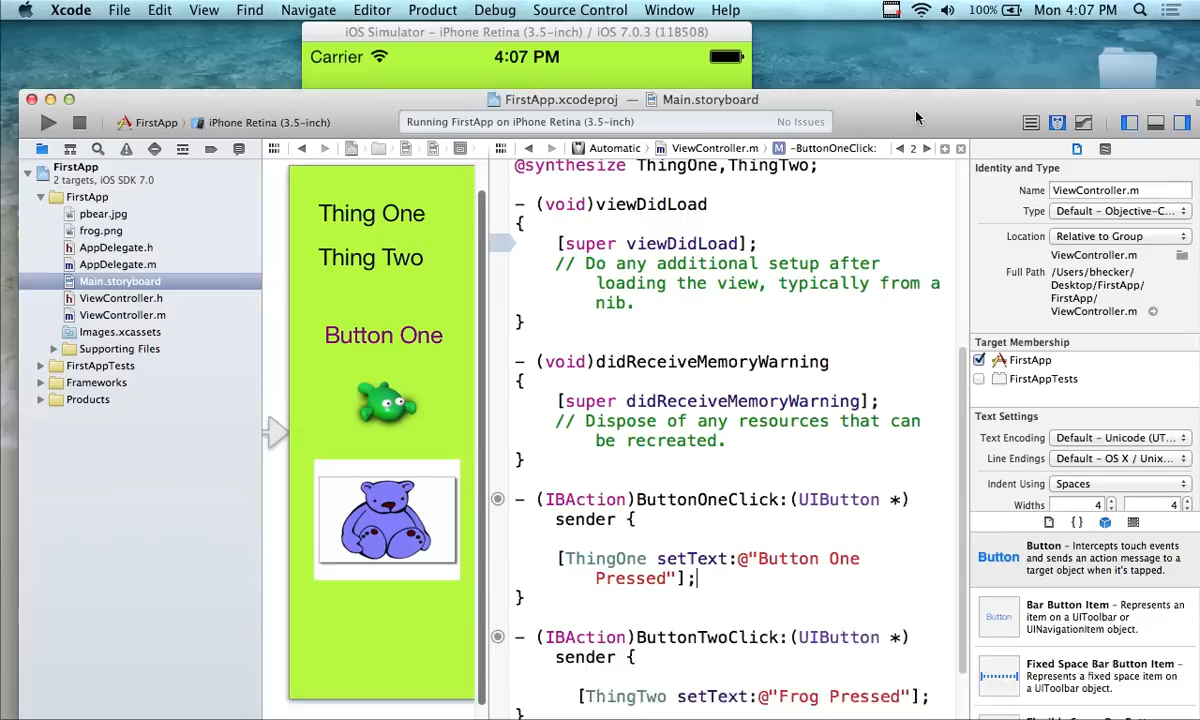 Xcode File Edit View Find Navigate Editor Product Debug Source Control Window Help 100% Mon 4:07 PM
iOS Simulator – iPhone Retina (3.5-inch) / iOS 7.0.3 (11B508)
Carrier 4:07 PM
FirstApp.xcodeproj — Main.storyboard
FirstApp iPhone Retina (3.5-inch) Running FirstApp on iPhone Retina (3.5-inch) No Issues
Automatic ViewController.m M -ButtonOneClick: 2
FirstApp
2 targets, iOS SDK 7.0
FirstApp
pbear.jpg
frog.png
h AppDelegate.h
m AppDelegate.m
Main.storyboard
h ViewController.h
m ViewController.m
Images.xcassets
Supporting Files
FirstAppTests
Frameworks
Products
Thing One
Thing Two
Button One
@synthesize ThingOne,ThingTwo;
- (void)viewDidLoad
{
[super viewDidLoad];
// Do any additional setup after
loading the view, typically from a
nib.
}
- (void)didReceiveMemoryWarning
{
[super didReceiveMemoryWarning];
// Dispose of any resources that can
be recreated.
}
- (IBAction)ButtonOneClick:(UIButton *)
sender {
[ThingOne setText:@"Button One
Pressed"];
}
- (IBAction)ButtonTwoClick:(UIButton *)
sender {
[ThingTwo setText:@"Frog Pressed"];
}
Identity and Type
Name ViewController.m
Type Default - Objective-C...
Location Relative to Group
ViewController.m
Full Path /Users/bhecker/
Desktop/FirstApp/
FirstApp/
ViewController.m
Target Membership
FirstApp
FirstAppTests
Text Settings
Text Encoding Default – Unicode (UT...
Line Endings Default – OS X / Unix...
Indent Using Spaces
Widths 4 4
{ }
Button Button – Intercepts touch events
and sends an action message to a
target object when it's tapped.
Button Bar Button Item – Represents an
item on a UIToolbar or
UINavigationItem object.
Fixed Space Bar Button Item –
Represents a fixed space item on
a UIToolbar object.